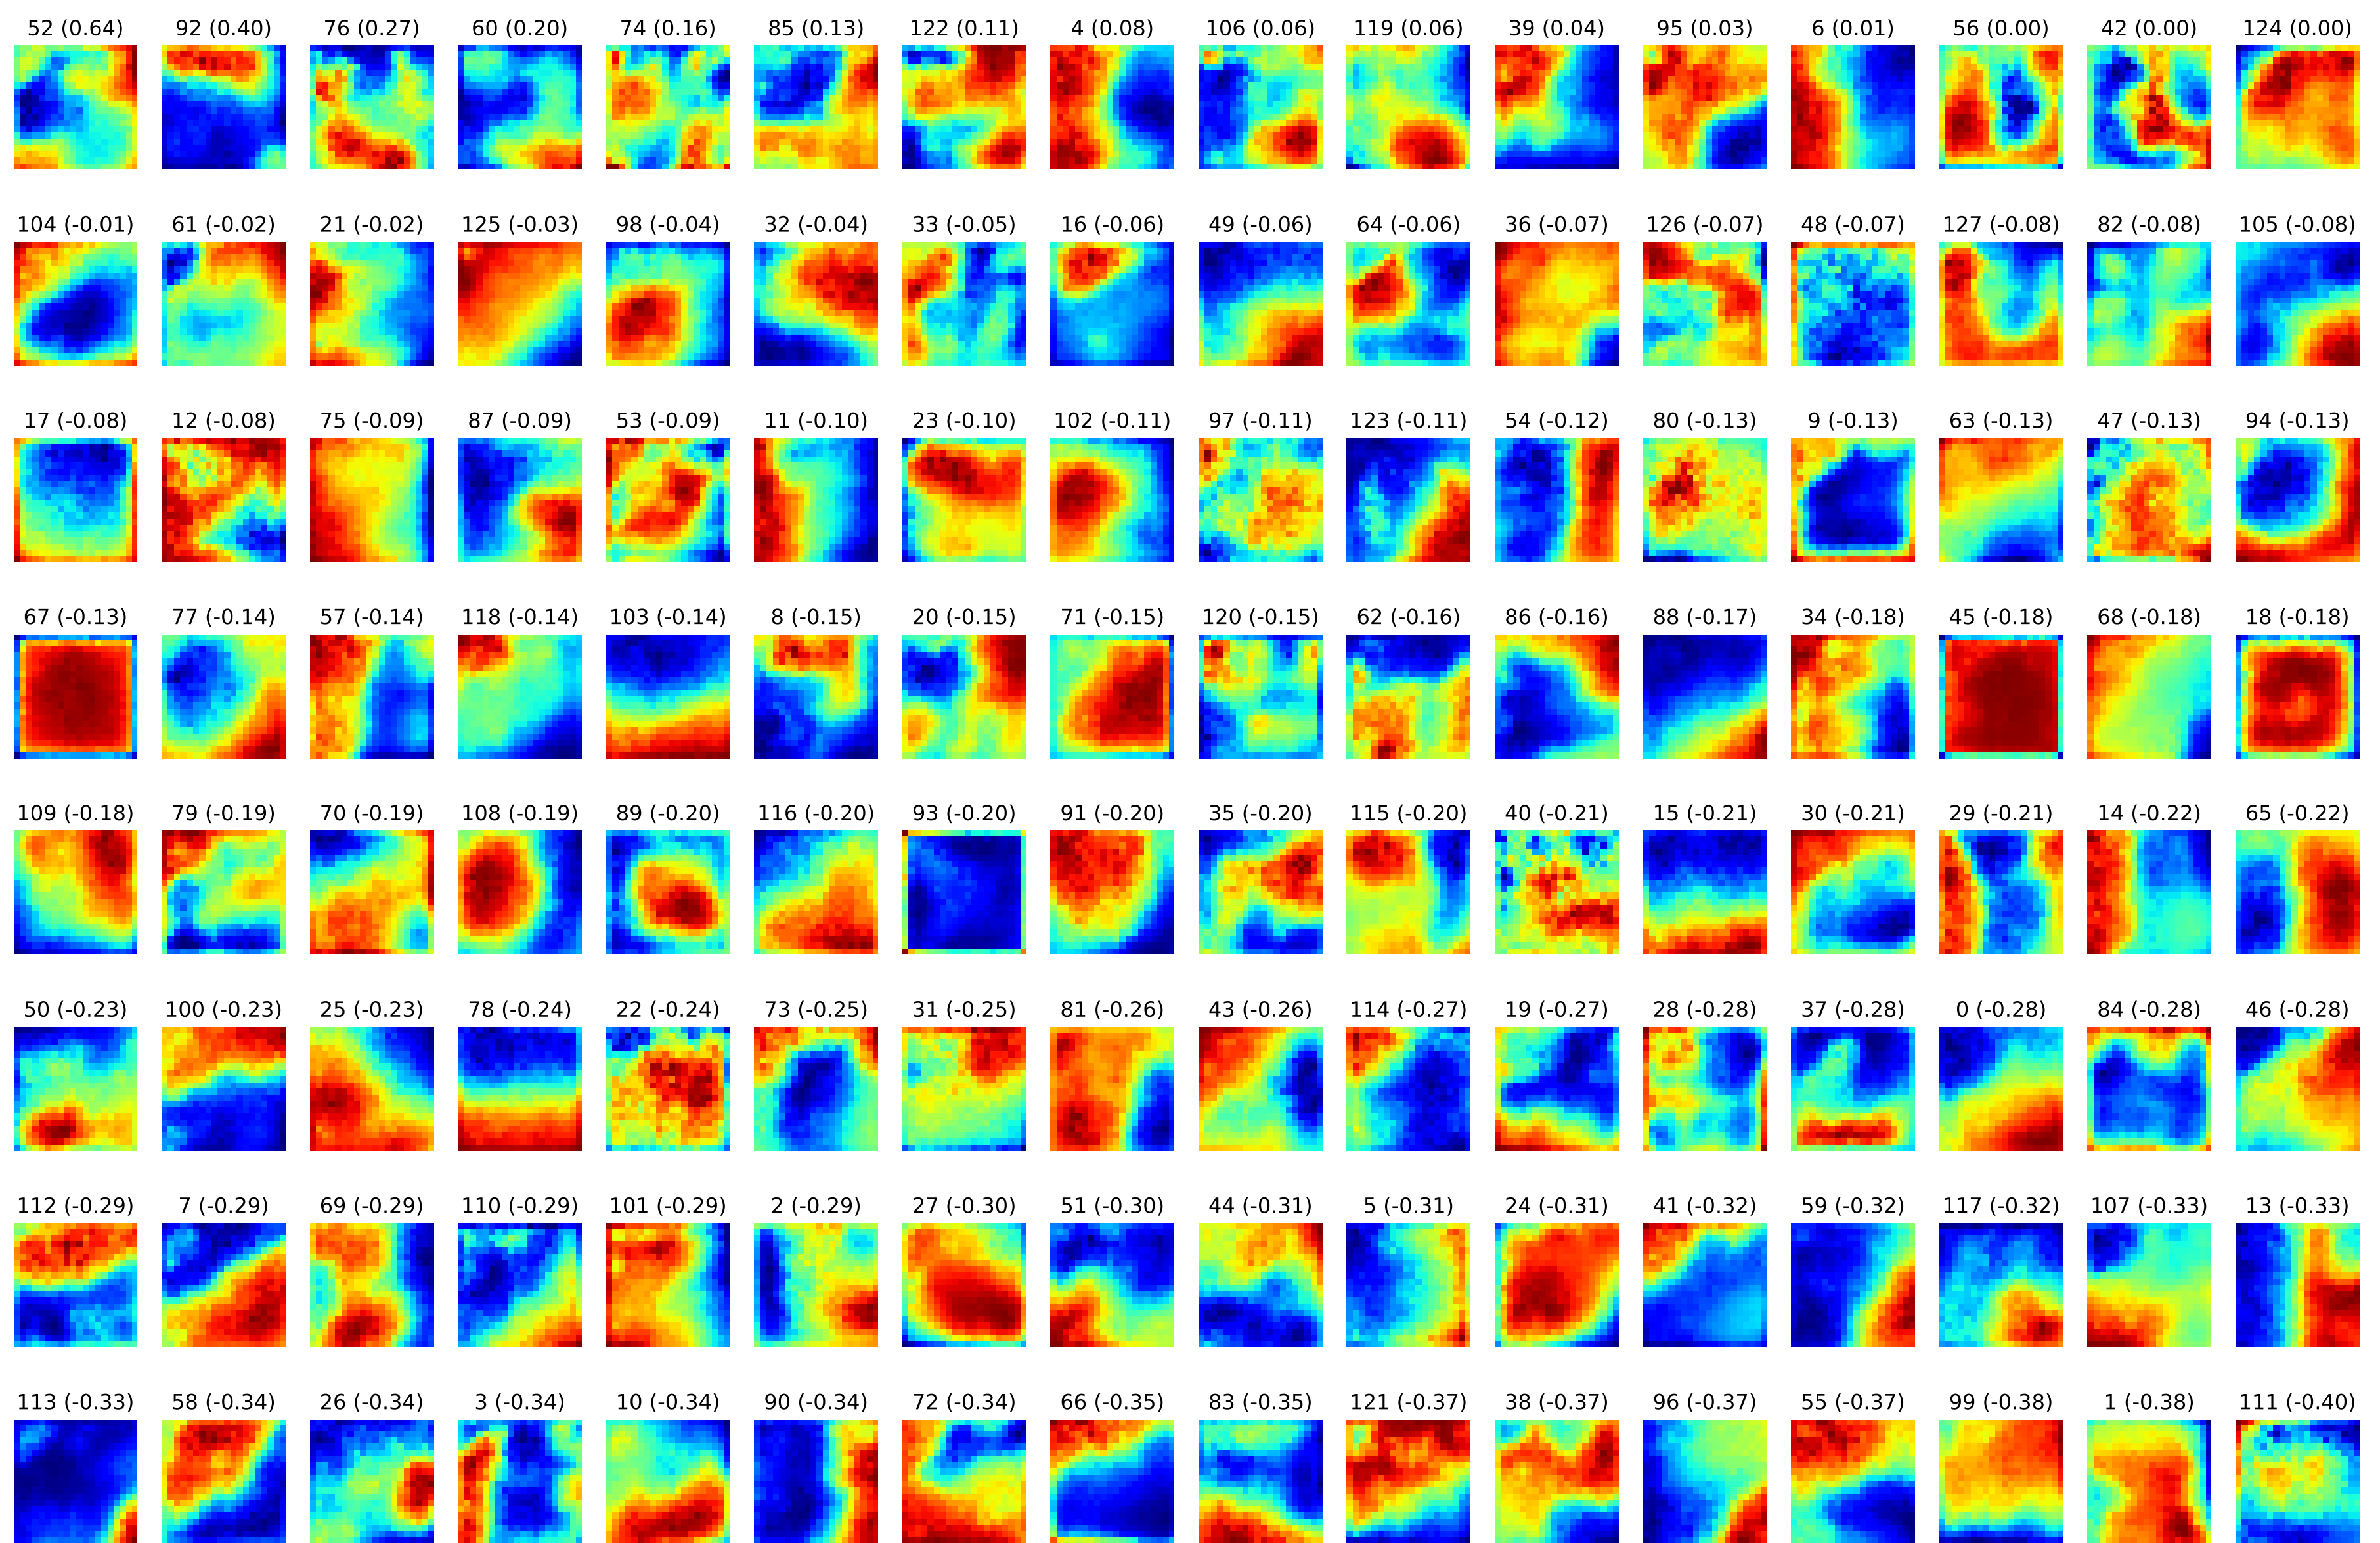 52 (0.64) 92 (0.40) 76 (0.27) 60 (0.20) 74 (0.16) 85 (0.13) 122 (0.11) 4 (0.08) 106 (0.06) 119 (0.06) 39 (0.04) 95 (0.03) 6 (0.01) 56 (0.00) 42 (0.00) 124 (0.00)
104 (-0.01) 61 (-0.02) 21 (-0.02) 125 (-0.03) 98 (-0.04) 32 (-0.04) 33 (-0.05) 16 (-0.06) 49 (-0.06) 64 (-0.06) 36 (-0.07) 126 (-0.07) 48 (-0.07) 127 (-0.08) 82 (-0.08) 105 (-0.08)
17 (-0.08) 12 (-0.08) 75 (-0.09) 87 (-0.09) 53 (-0.09) 11 (-0.10) 23 (-0.10) 102 (-0.11) 97 (-0.11) 123 (-0.11) 54 (-0.12) 80 (-0.13) 9 (-0.13) 63 (-0.13) 47 (-0.13) 94 (-0.13)
67 (-0.13) 77 (-0.14) 57 (-0.14) 118 (-0.14) 103 (-0.14) 8 (-0.15) 20 (-0.15) 71 (-0.15) 120 (-0.15) 62 (-0.16) 86 (-0.16) 88 (-0.17) 34 (-0.18) 45 (-0.18) 68 (-0.18) 18 (-0.18)
109 (-0.18) 79 (-0.19) 70 (-0.19) 108 (-0.19) 89 (-0.20) 116 (-0.20) 93 (-0.20) 91 (-0.20) 35 (-0.20) 115 (-0.20) 40 (-0.21) 15 (-0.21) 30 (-0.21) 29 (-0.21) 14 (-0.22) 65 (-0.22)
50 (-0.23) 100 (-0.23) 25 (-0.23) 78 (-0.24) 22 (-0.24) 73 (-0.25) 31 (-0.25) 81 (-0.26) 43 (-0.26) 114 (-0.27) 19 (-0.27) 28 (-0.28) 37 (-0.28) 0 (-0.28) 84 (-0.28) 46 (-0.28)
112 (-0.29) 7 (-0.29) 69 (-0.29) 110 (-0.29) 101 (-0.29) 2 (-0.29) 27 (-0.30) 51 (-0.30) 44 (-0.31) 5 (-0.31) 24 (-0.31) 41 (-0.32) 59 (-0.32) 117 (-0.32) 107 (-0.33) 13 (-0.33)
113 (-0.33) 58 (-0.34) 26 (-0.34) 3 (-0.34) 10 (-0.34) 90 (-0.34) 72 (-0.34) 66 (-0.35) 83 (-0.35) 121 (-0.37) 38 (-0.37) 96 (-0.37) 55 (-0.37) 99 (-0.38) 1 (-0.38) 111 (-0.40)